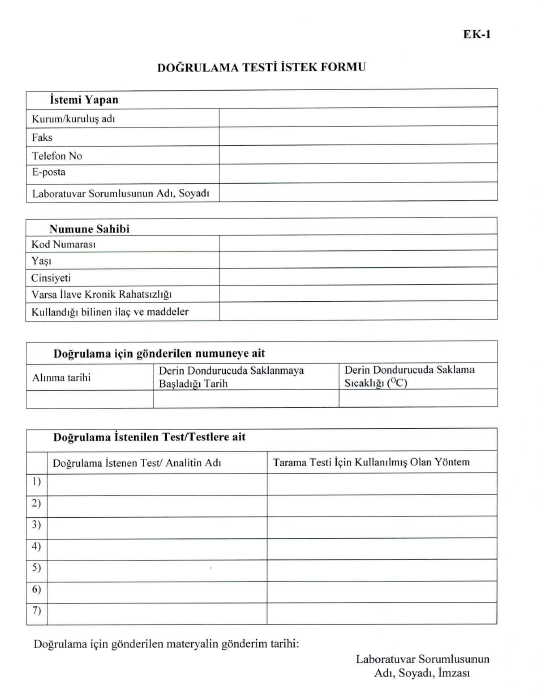 EK-1
DOĞRULAMA TESTİ İSTEK FORMU
İstemi Yapan
Kurum/kuruluş adı
Faks
Telefon No
E-posta
Laboratuvar Sorumlusunun Adı, Soyadı
Numune Sahibi
Kod Numarası
Yaşı
Cinsiyeti
Varsa İlave Kronik Rahatsızlığı
Kullandığı bilinen ilaç ve maddeler
Doğrulama için gönderilen numuneye ait
Alınma tarihi
Derin Dondurucuda Saklanmaya
Başladığı Tarih
Derin Dondurucuda Saklama
Sıcaklığı (°C)
Doğrulama İstenilen Test/Testlere ait
Doğrulama İstenen Test/ Analitin Adı
Tarama Testi İçin Kullanılmış Olan Yöntem
1)
2)
3)
4)
5)
6)
7)
Doğrulama için gönderilen materyalin gönderim tarihi:
Laboratuvar Sorumlusunun
Adı, Soyadı, İmzası